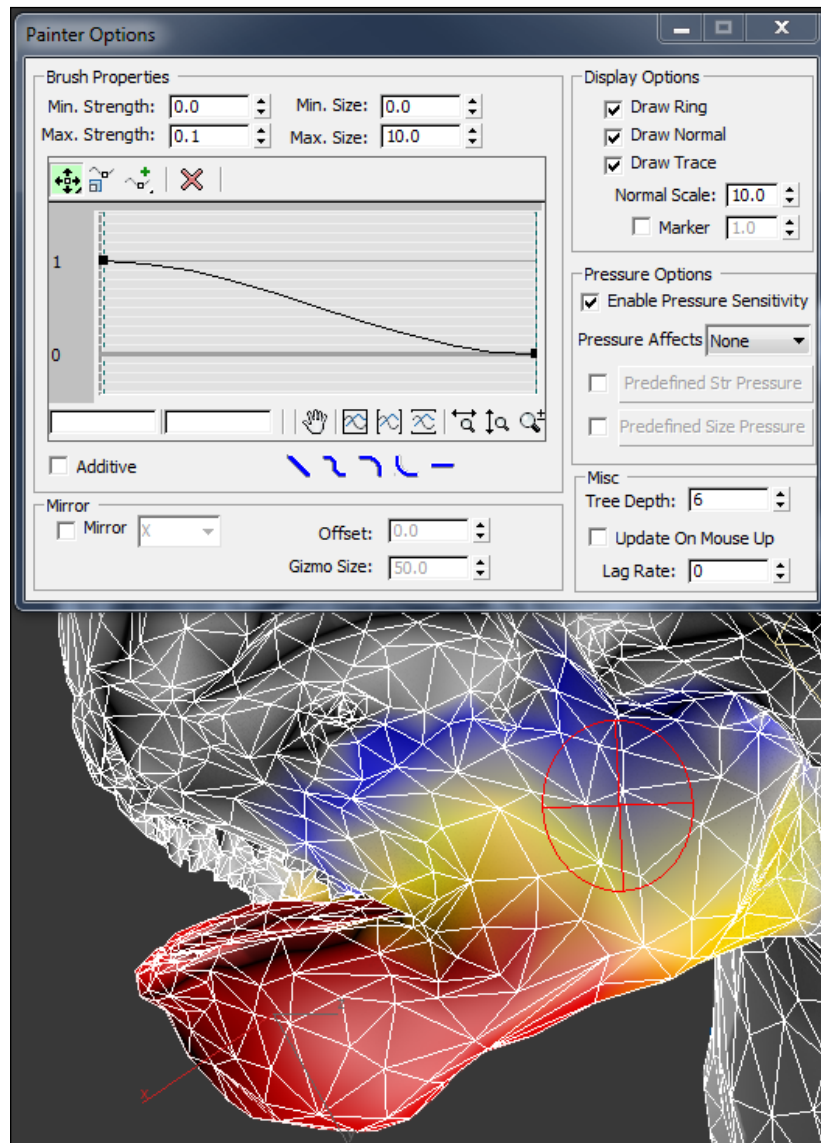 Painter Options
Brush Properties
Min. Strength: 0.0 Min. Size: 0.0
Max. Strength: 0.1 Max. Size: 10.0
1
0
Additive
Mirror
Mirror X Offset: 0.0
Gizmo Size: 50.0
Display Options
Draw Ring
Draw Normal
Draw Trace
Normal Scale: 10.0
Marker 1.0
Pressure Options
Enable Pressure Sensitivity
Pressure Affects None
Predefined Str Pressure
Predefined Size Pressure
Misc
Tree Depth: 6
Update On Mouse Up
Lag Rate: 0
x